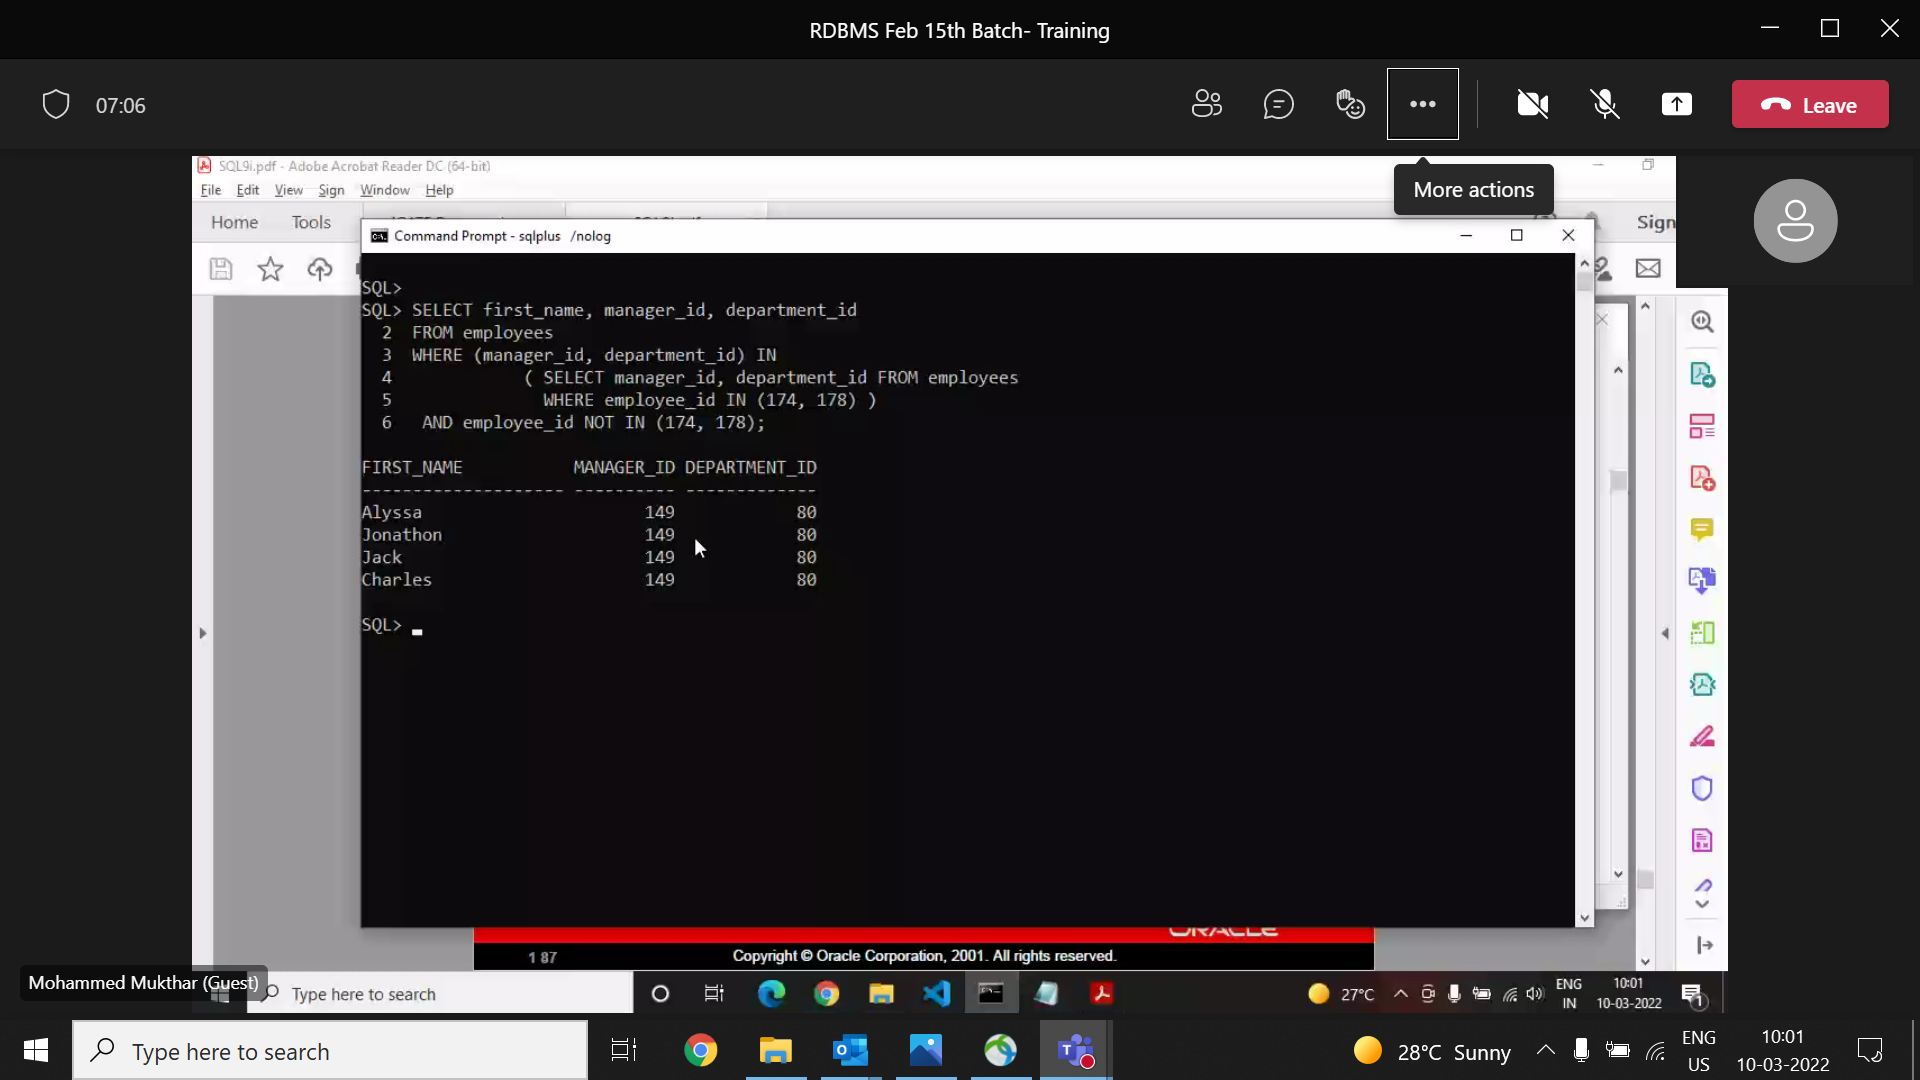 RDBMS Feb 15th Batch- Training
07:06
Leave
More actions
SQL9i.pdf - Adobe Acrobat Reader DC (64-bit)
File Edit View Sign Window Help
Home Tools
Sign
Command Prompt - sqlplus /nolog
SQL>
SQL> SELECT first_name, manager_id, department_id
2 FROM employees
3 WHERE (manager_id, department_id) IN
4 ( SELECT manager_id, department_id FROM employees
5 WHERE employee_id IN (174, 178) )
6 AND employee_id NOT IN (174, 178);
FIRST_NAME MANAGER_ID DEPARTMENT_ID
-------------------- ---------- -------------
Alyssa 149 80
Jonathon 149 80
Jack 149 80
Charles 149 80
SQL>
ORACLE
1 87
Copyright © Oracle Corporation, 2001. All rights reserved.
Mohammed Mukthar (Guest)
Type here to search
27°C
ENG
IN
10:01
10-03-2022
1
Type here to search
28°C Sunny
ENG
US
10:01
10-03-2022